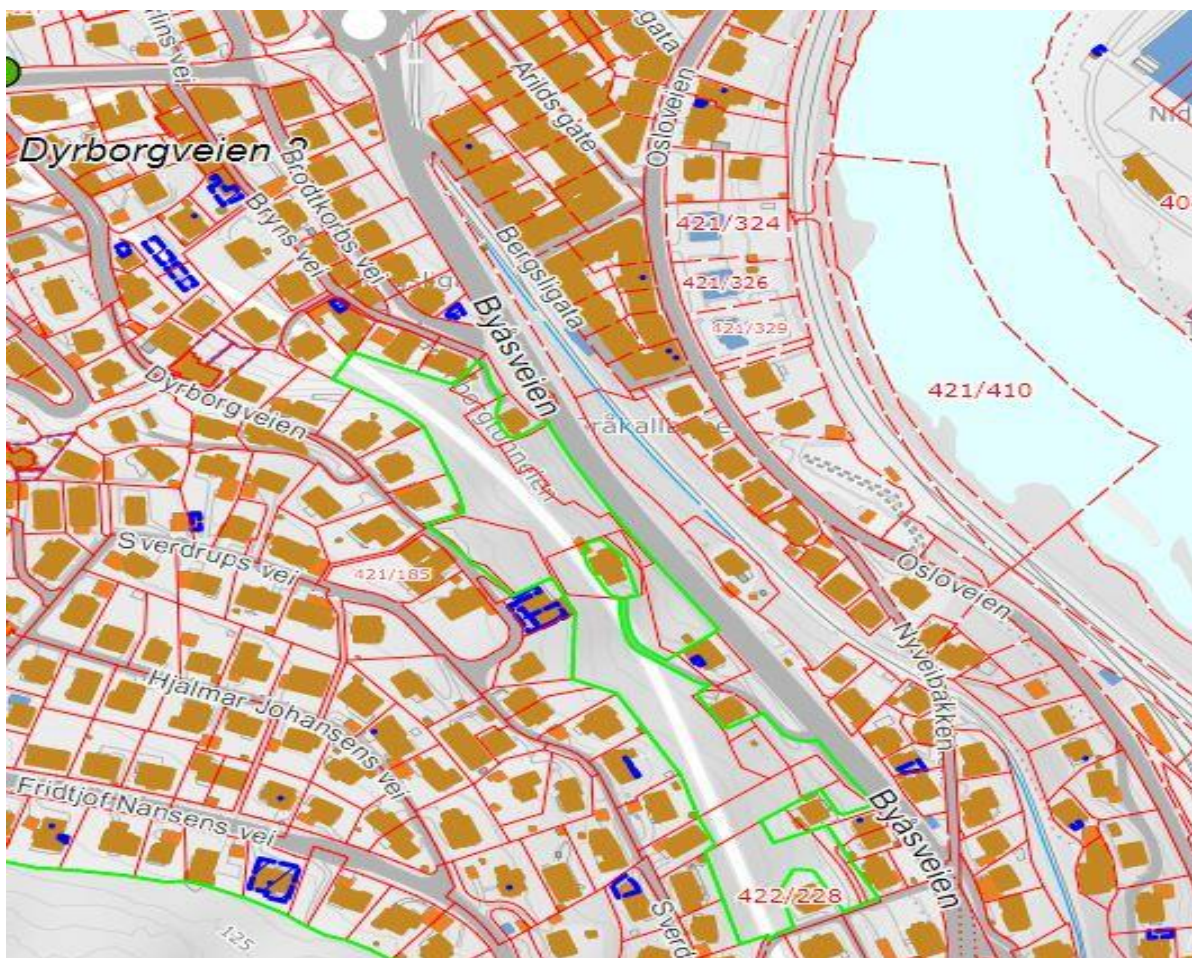 Arilds gate
Osloveien
Dyrborgveien
Brodtkorbs vei
Bryns vei
421/324
Bergsligata
421/326
421/329
Byåsveien
421/410
Dyrborgveien
Osloveien
Sverdrups vei
421/185
Nyveibakken
Hjalmar Johansens vei
Fridtjof Nansens vei
Byåsveien
422/228
Sverd
125